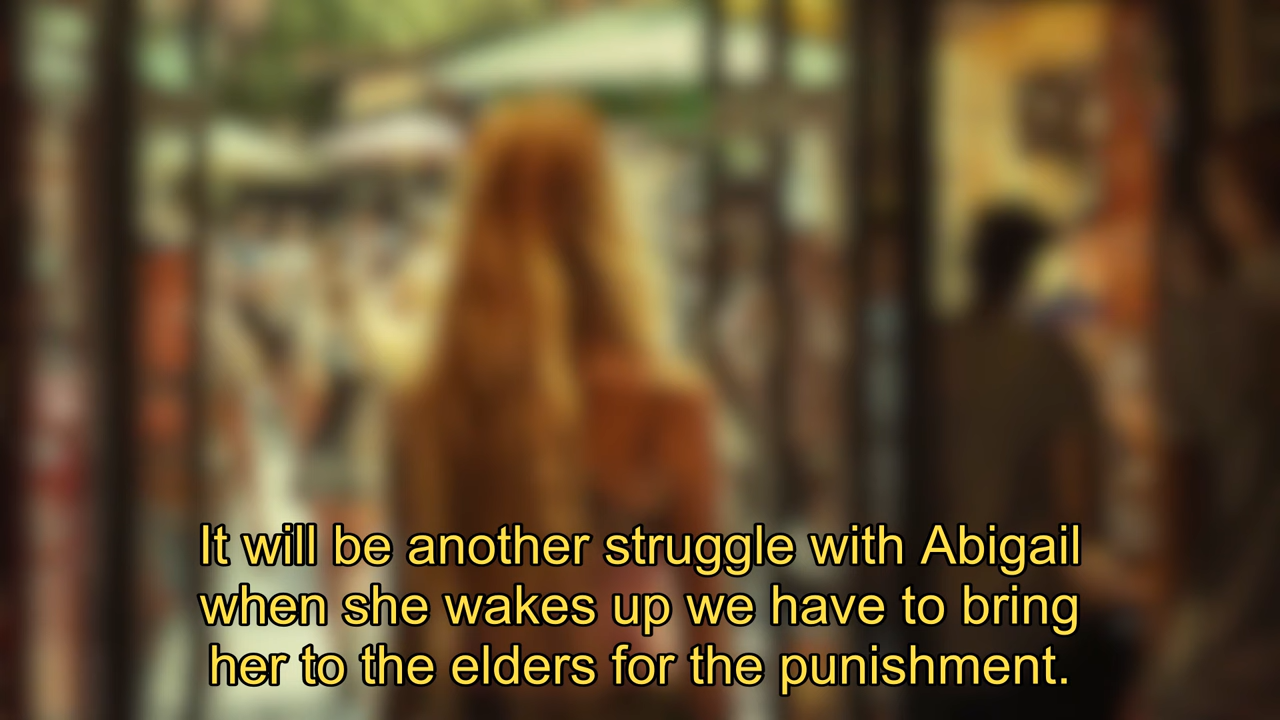 It will be another struggle with Abigail
when she wakes up we have to bring
her to the elders for the punishment.